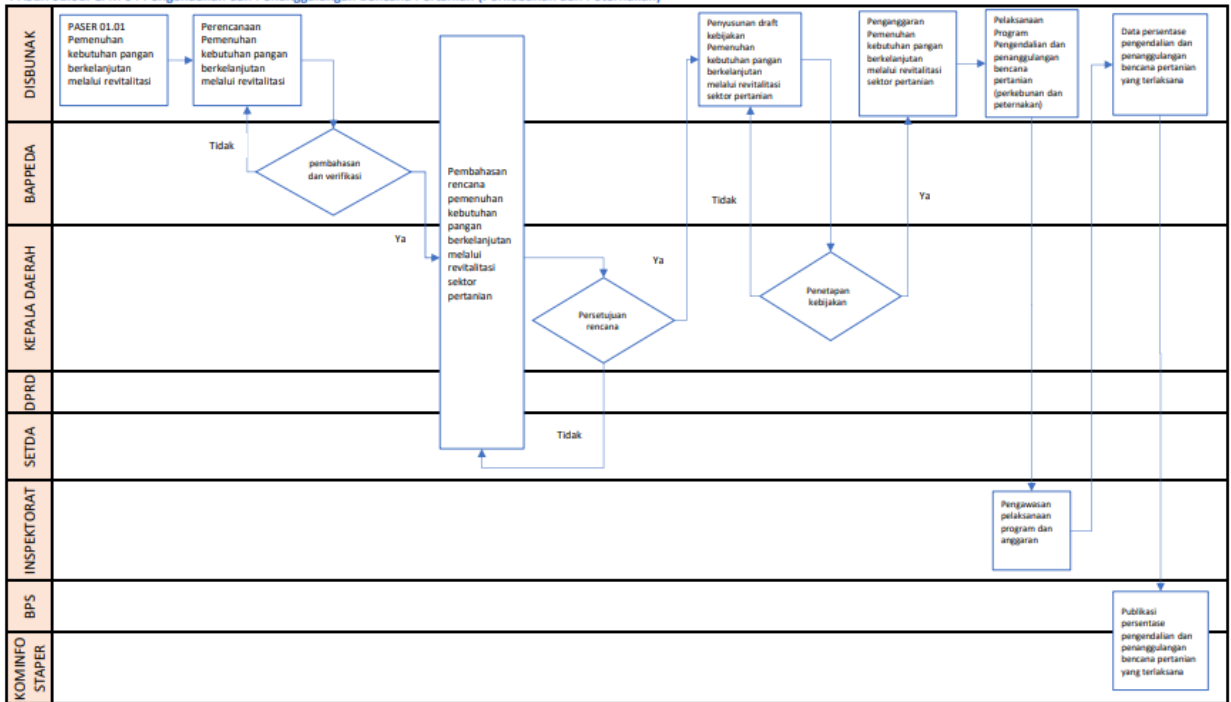 DISBUNAK
PASER 01.01
Pemenuhan
kebutuhan pangan
berkelanjutan
melalui revitalitasi
Perencanaan
Pemenuhan
kebutuhan pangan
berkelanjutan
melalui revitalitasi
Penyusunan draft
kebijakan
Pemenuhan
kebutuhan pangan
berkelanjutan
melalui revitalitasi
sektor pertanian
Penganggaran
Pemenuhan
kebutuhan pangan
berkelanjutan
melalui revitalitasi
sektor pertanian
Pelaksanaan
Program
Pengendalian dan
penanggulangan
bencana
pertanian
(perkebunan dan
peternakan)
Data persentase
pengendalian dan
penanggulangan
bencana pertanian
yang terlaksana
BAPPEDA
Tidak
pembahasan
dan verifikasi
Ya
Pembahasan
rencana
pemenuhan
kebutuhan
pangan
berkelanjutan
melalui
revitalitasi
sektor
pertanian
Tidak
Ya
KEPALA DAERAH
Persetujuan
rencana
Ya
Penetapan
kebijakan
DPRD
SETDA
Tidak
INSPEKTORAT
Pengawasan
pelaksanaan
program dan
anggaran
BPS
Publikasi
persentase
pengendalian dan
penanggulangan
bencana pertanian
yang terlaksana
KOMINFO
STAPER